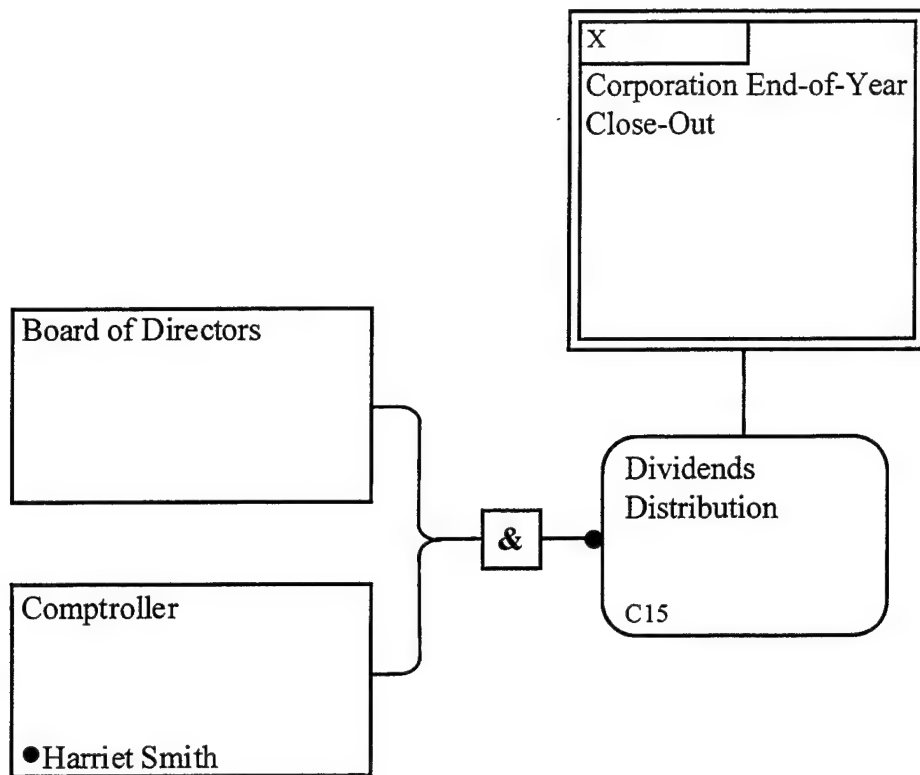 X
Corporation End-of-Year
Close-Out
Board of Directors
&
Dividends
Distribution
C15
Comptroller
●Harriet Smith